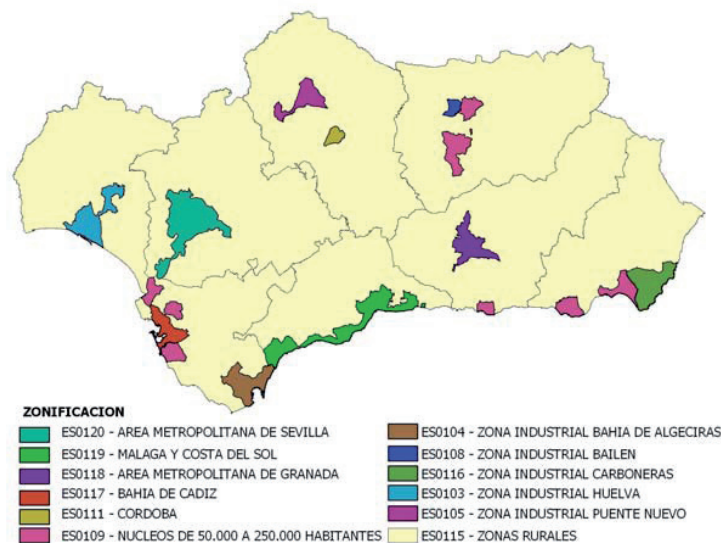 ZONIFICACION
ES0120 - AREA METROPOLITANA DE SEVILLA
ES0119 - MALAGA Y COSTA DEL SOL
ES0118 - AREA METROPOLITANA DE GRANADA
ES0117 - BAHIA DE CADIZ
ES0111 - CORDOBA
ES0109 - NUCLEOS DE 50.000 A 250.000 HABITANTES
ES0104 - ZONA INDUSTRIAL BAHIA DE ALGECIRAS
ES0108 - ZONA INDUSTRIAL BAILEN
ES0116 - ZONA INDUSTRIAL CARBONERAS
ES0103 - ZONA INDUSTRIAL HUELVA
ES0105 - ZONA INDUSTRIAL PUENTE NUEVO
ES0115 - ZONAS RURALES